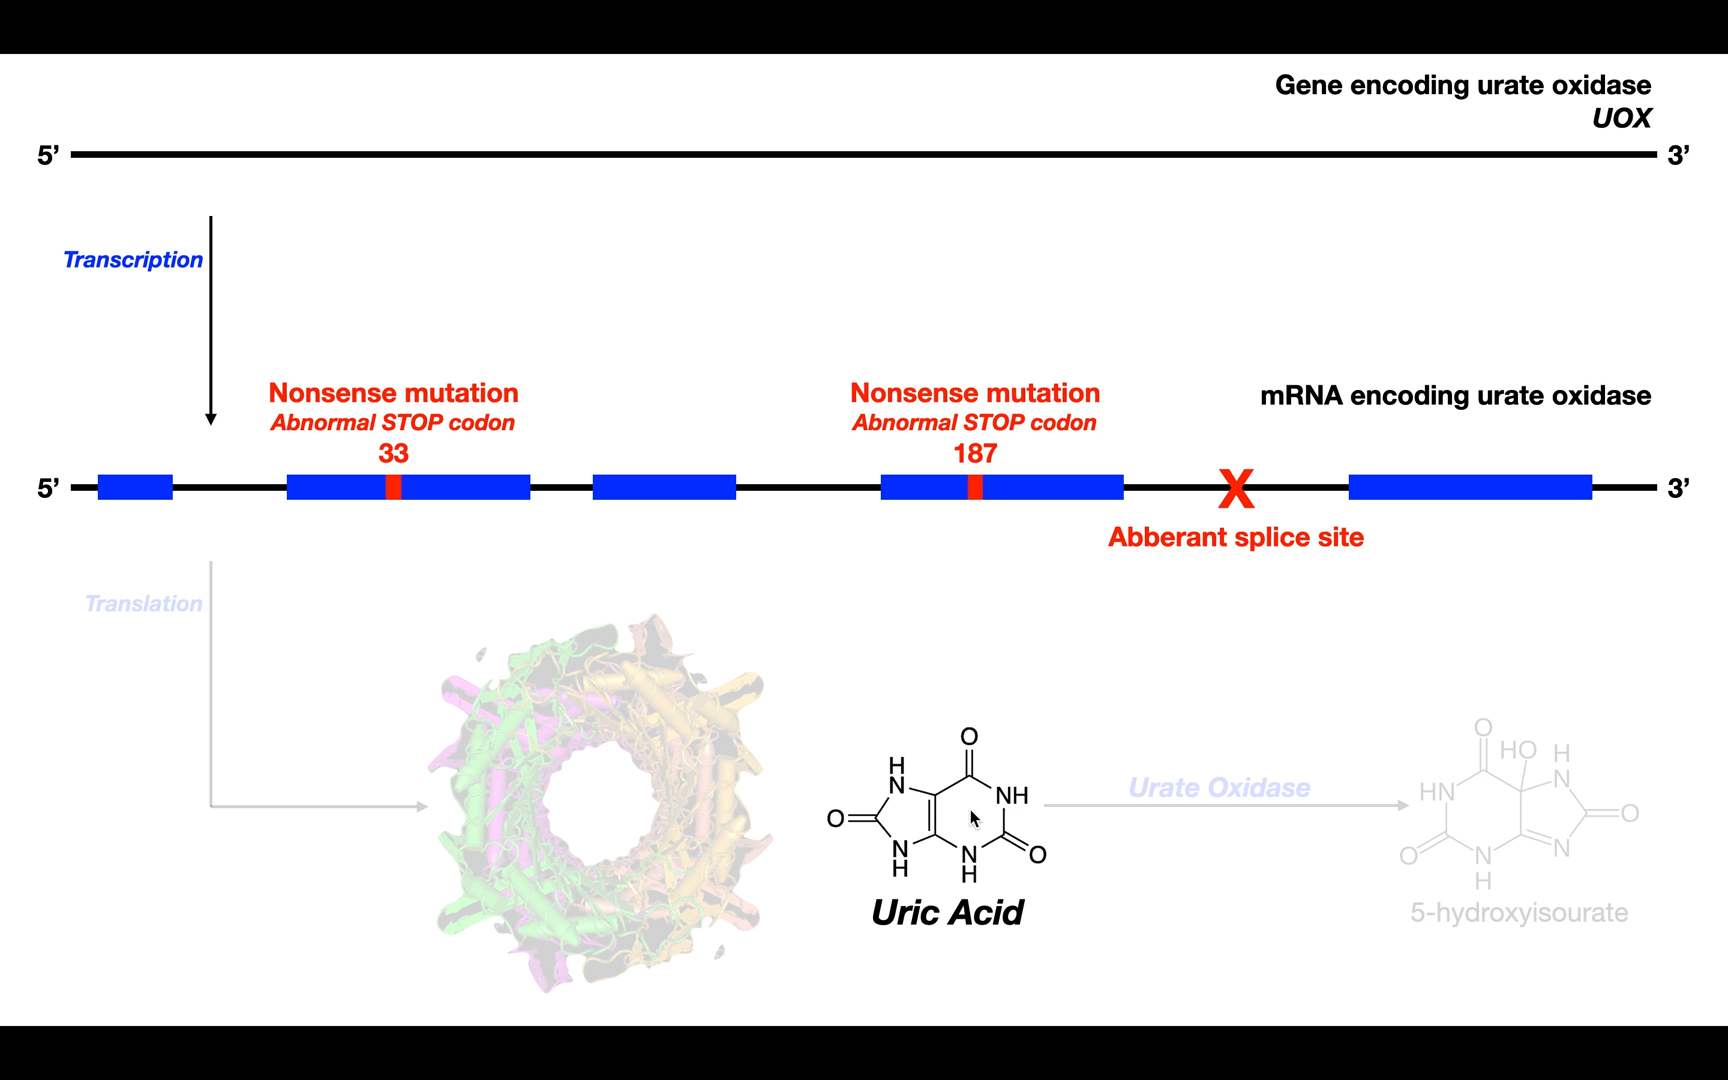 Gene encoding urate oxidase
UOX
5’
3’
Transcription
Nonsense mutation
Abnormal STOP codon
33
Nonsense mutation
Abnormal STOP codon
187
mRNA encoding urate oxidase
5’
3’
X
Abberant splice site
Translation
O
H
N
NH
O
N
H
N
H
O
Uric Acid
Urate Oxidase
O
HO
H
HN
N
O
O
N
H
N
5-hydroxyisourate